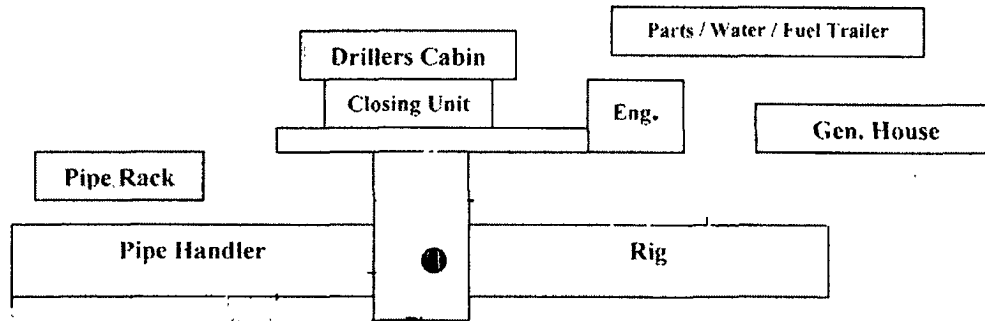 Parts / Water / Fuel Trailer
Drillers Cabin
Closing Unit
Eng.
Gen. House
Pipe Rack
Pipe Handler
Rig